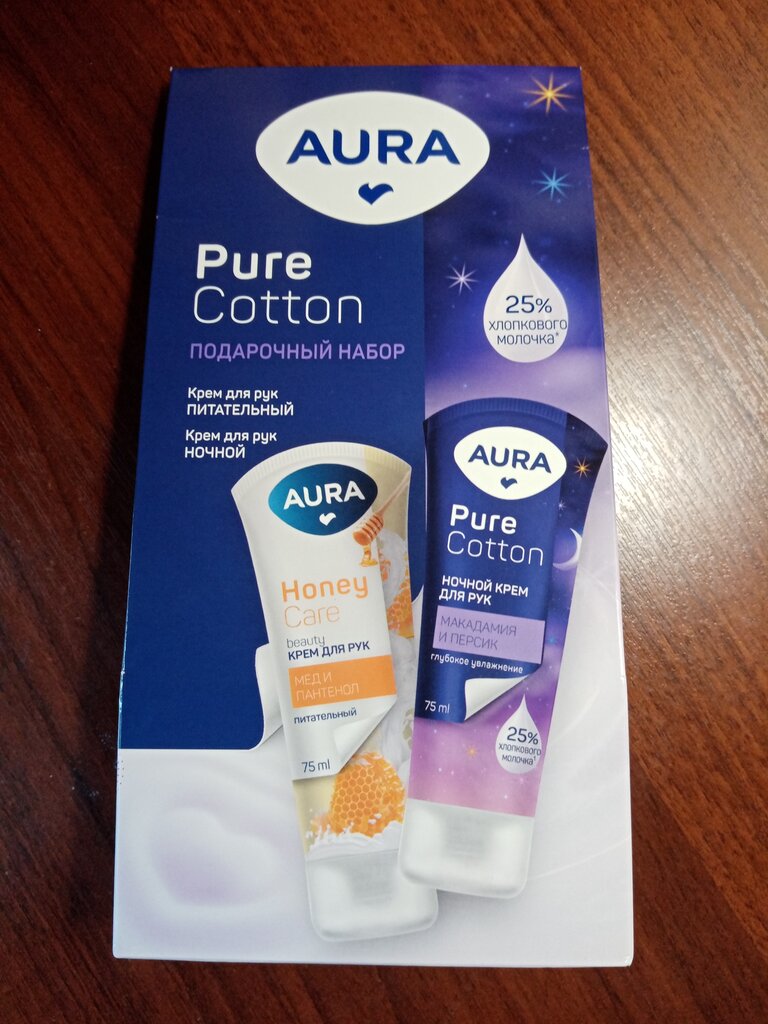 AURA
Pure
Cotton
ПОДАРОЧНЫЙ НАБОР
Крем для рук
ПИТАТЕЛЬНЫЙ
Крем для рук
НОЧНОЙ
25%
ХЛОПКОВОГО
МОЛОЧКА*
AURA
Honey
Care
beauty
КРЕМ ДЛЯ РУК
МЕД И
ПАНТЕНОЛ
питательный
75 ml
AURA
Pure
Cotton
НОЧНОЙ КРЕМ
ДЛЯ РУК
МАКАДАМИЯ
И ПЕРСИК
глубокое увлажнение
75 ml
25%
ХЛОПКОВОГО
МОЛОЧКА*